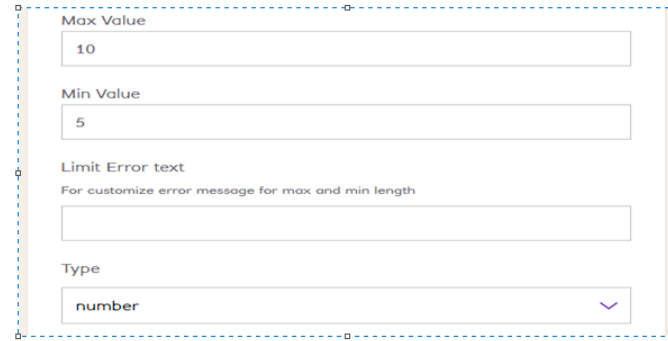 Max Value
10
Min Value
5
Limit Error text
For customize error message for max and min length
Type
number